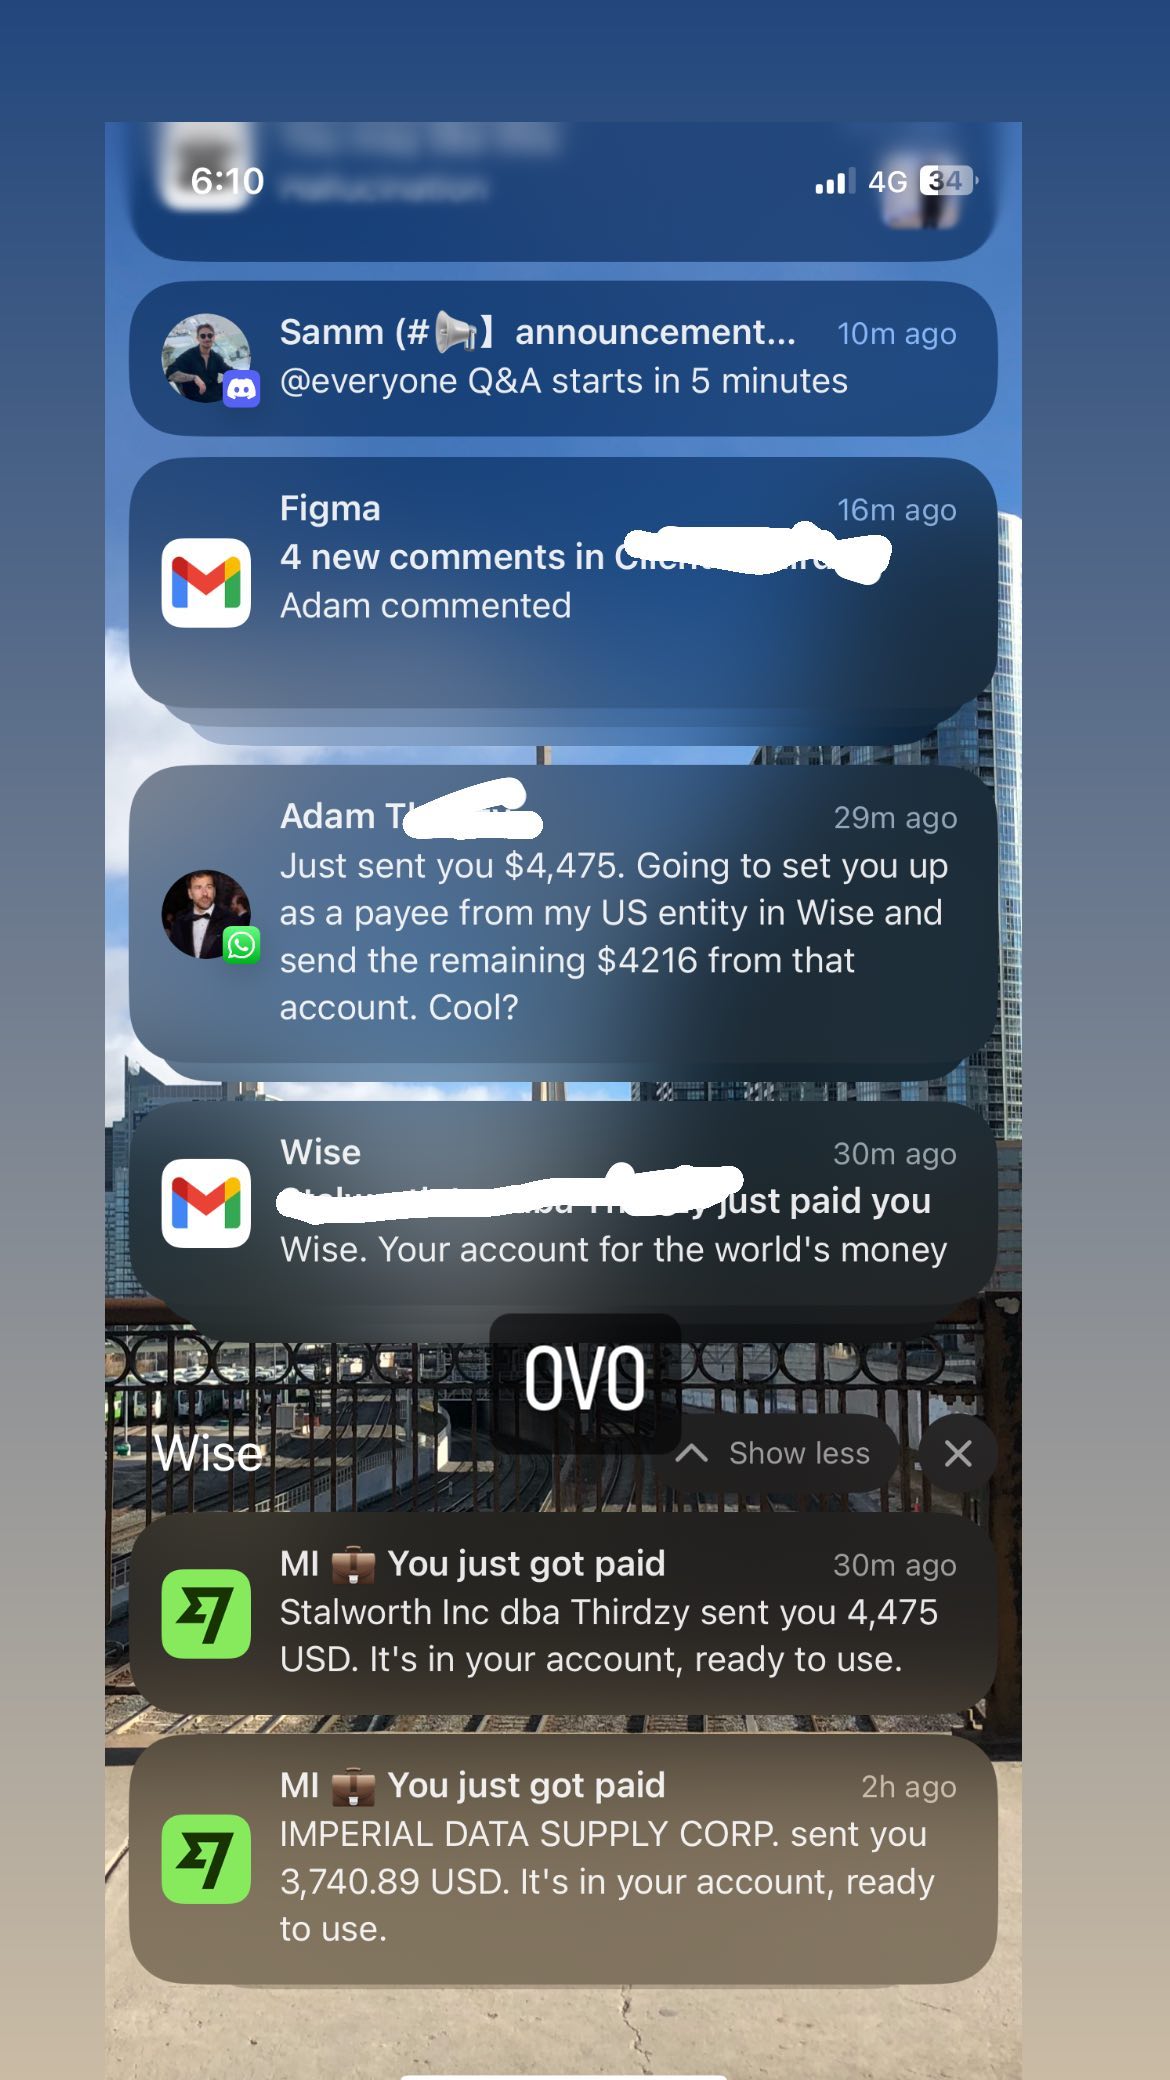 6:10
4G 34
Samm (#📢】 announcement... 10m ago
@everyone Q&A starts in 5 minutes
Figma 16m ago
4 new comments in
Adam commented
Adam 29m ago
Just sent you $4,475. Going to set you up
as a payee from my US entity in Wise and
send the remaining $4216 from that
account. Cool?
Wise 30m ago
just paid you
Wise. Your account for the world's money
OVO
Wise Show less
MI 💼 You just got paid 30m ago
Stalworth Inc dba Thirdzy sent you 4,475
USD. It's in your account, ready to use.
MI 💼 You just got paid 2h ago
IMPERIAL DATA SUPPLY CORP. sent you
3,740.89 USD. It's in your account, ready
to use.